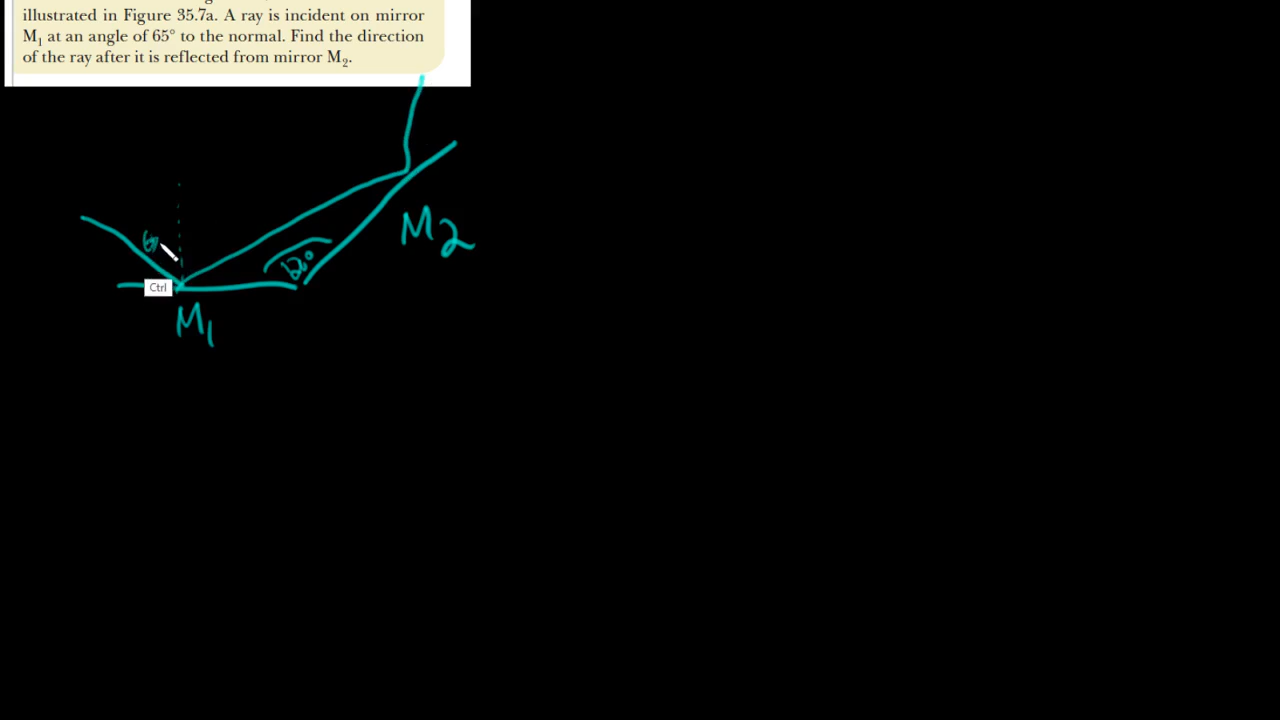 illustrated in Figure 35.7a. A ray is incident on mirror
M₁ at an angle of 65° to the normal. Find the direction
of the ray after it is reflected from mirror M₂.
120°
M2
Ctrl
M1